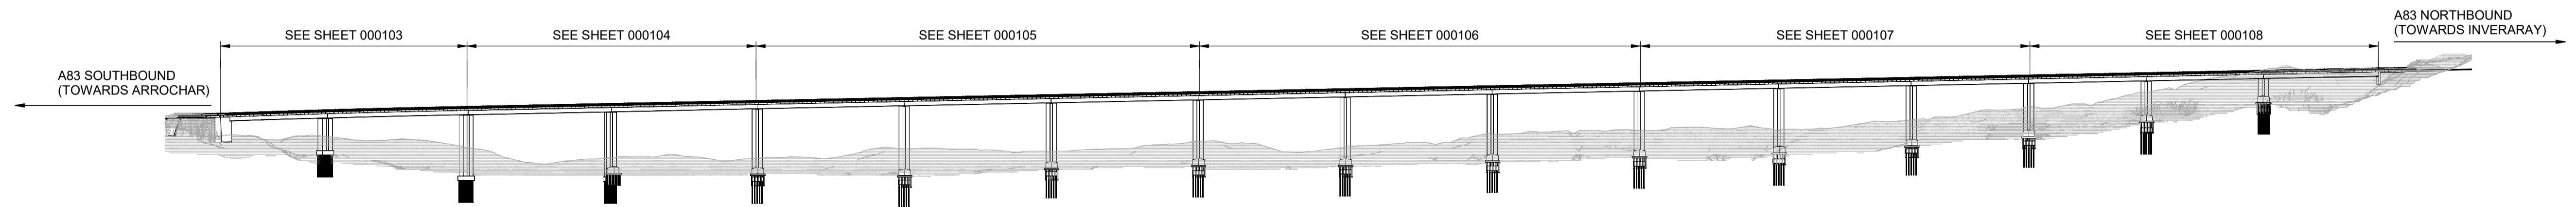 A83 NORTHBOUND
(TOWARDS INVERARAY)
SEE SHEET 000103
SEE SHEET 000104
SEE SHEET 000105
SEE SHEET 000106
SEE SHEET 000107
SEE SHEET 000108
A83 SOUTHBOUND
(TOWARDS ARROCHAR)